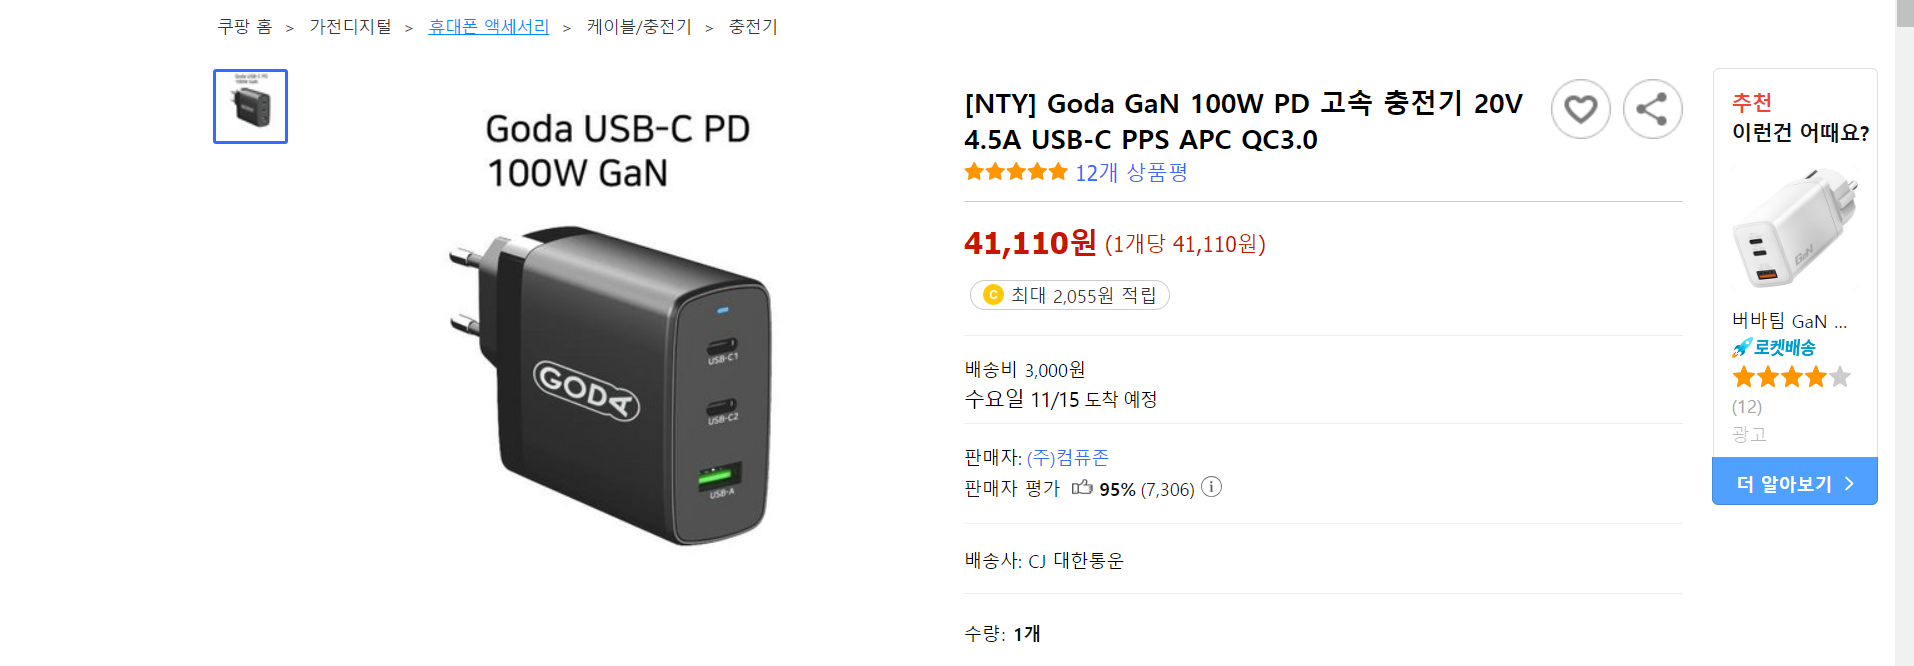 쿠팡 홈 > 가전디지털 > 휴대폰 액세서리 > 케이블/충전기 > 충전기
Goda USB-C PD
100W GaN
Goda USB-C PD
100W GaN
USB-C1
GODA
USB-C2
USB-A
[NTY] Goda GaN 100W PD 고속 충전기 20V
4.5A USB-C PPS APC QC3.0
12개 상품평
41,110원 (1개당 41,110원)
C 최대 2,055원 적립
배송비 3,000원
수요일 11/15 도착 예정
판매자: (주)컴퓨존
판매자 평가 95% (7,306) i
배송사: CJ 대한통운
수량: 1개
추천
이런건 어때요?
GaN
버바팀 GaN ...
로켓배송
(12)
광고
더 알아보기 >